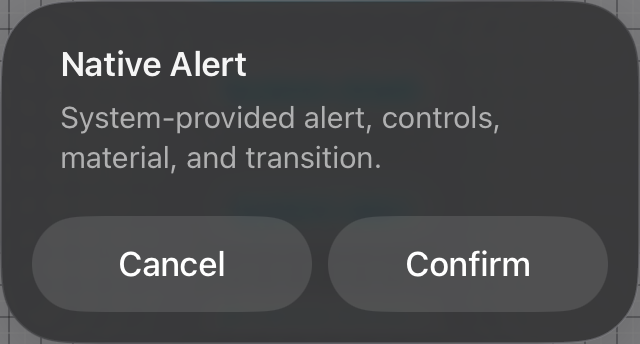 Native Alert
System-provided alert, controls,
material, and transition.
Cancel
Confirm